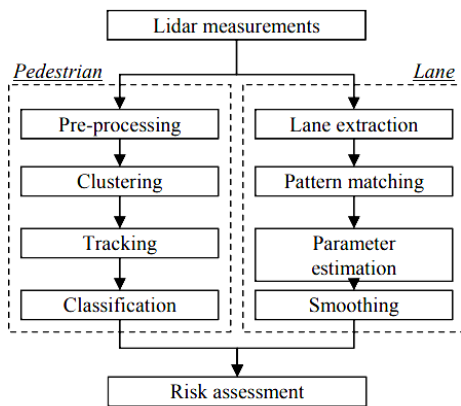 Lidar measurements
Pedestrian
Lane
Pre-processing
Clustering
Tracking
Classification
Lane extraction
Pattern matching
Parameter
estimation
Smoothing
Risk assessment